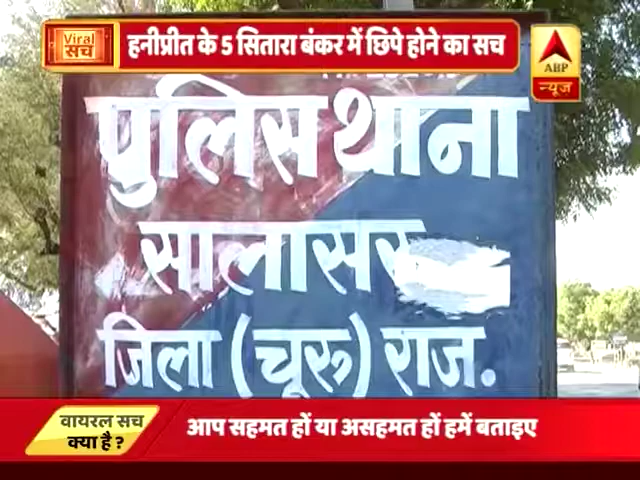 Viral
सच
हनीप्रीत के 5 सितारा बंकर में छिपे होने का सच
ABP
न्यूज़
पुलिस थाना
सालासर
जिला (चूरू) राज.
वायरल सच
क्या है?
आप सहमत हों या असहमत हों हमें बताइए